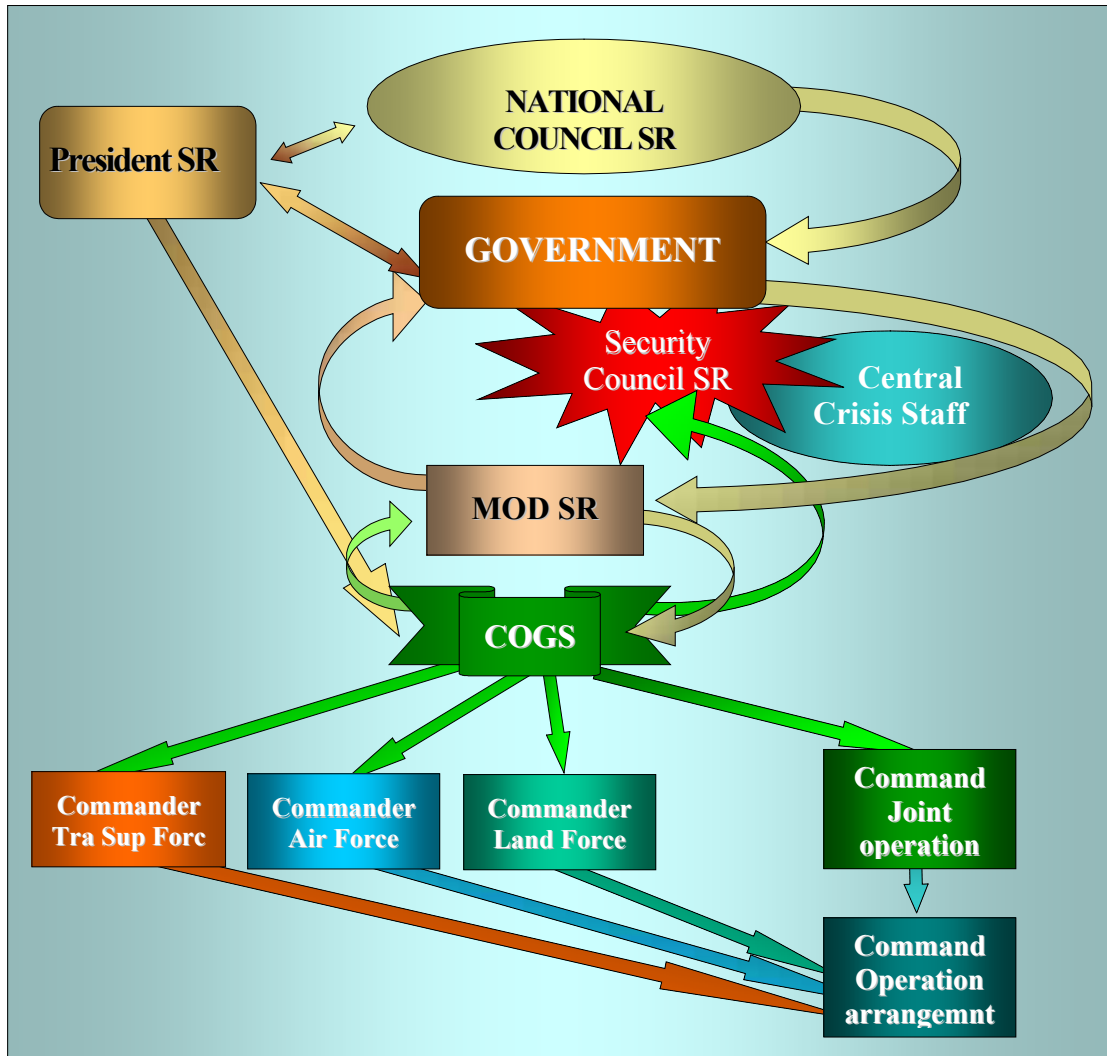 NATIONAL
COUNCIL SR
President SR
GOVERNMENT
Security
Council SR
Central
Crisis Staff
MOD SR
COGS
Commander
Tra Sup Forc
Commander
Air Force
Commander
Land Force
Command
Joint
operation
Command
Operation
arrangemnt